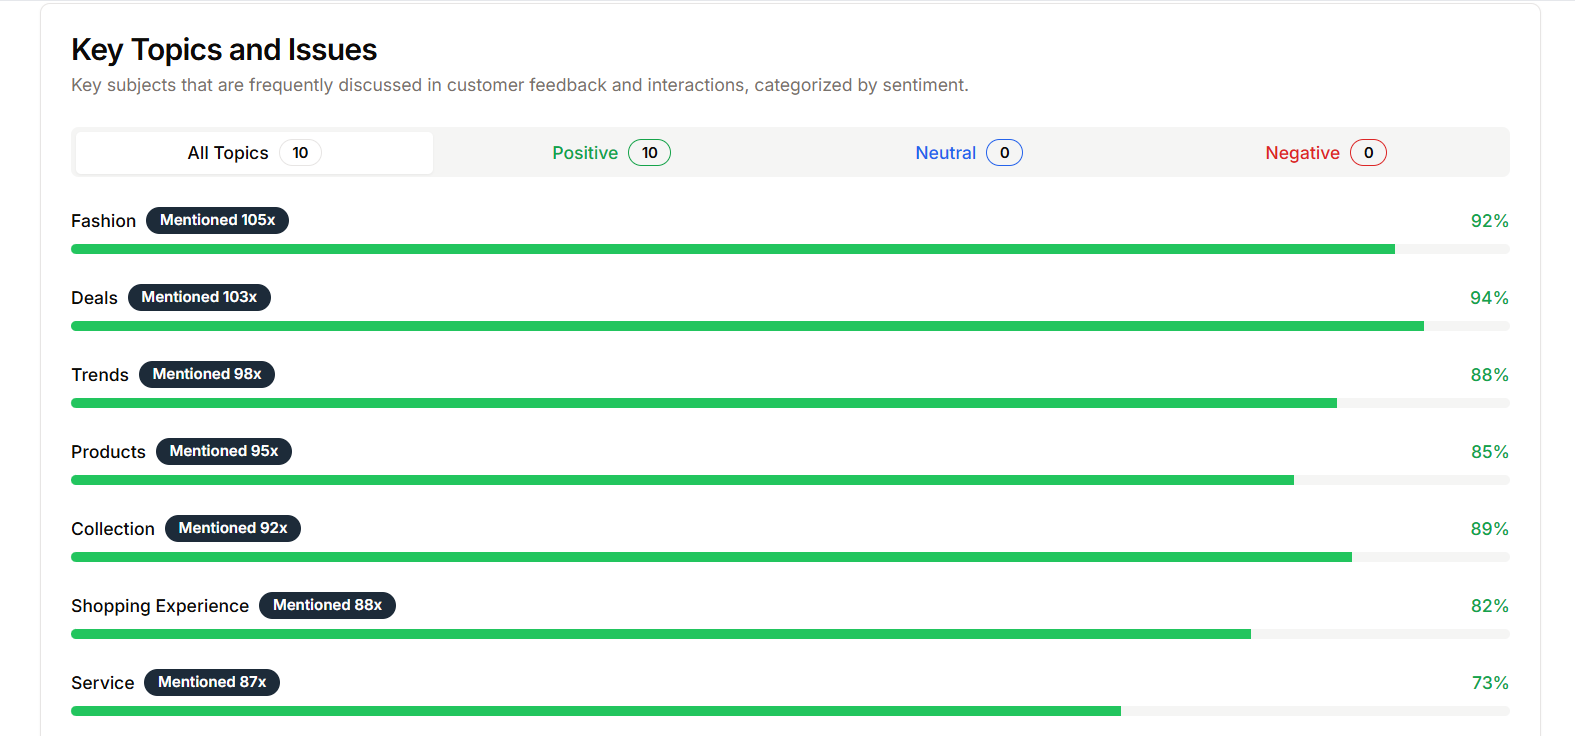 Key Topics and Issues
Key subjects that are frequently discussed in customer feedback and interactions, categorized by sentiment.
All Topics 10 Positive 10 Neutral 0 Negative 0
Fashion Mentioned 105x 92%
Deals Mentioned 103x 94%
Trends Mentioned 98x 88%
Products Mentioned 95x 85%
Collection Mentioned 92x 89%
Shopping Experience Mentioned 88x 82%
Service Mentioned 87x 73%